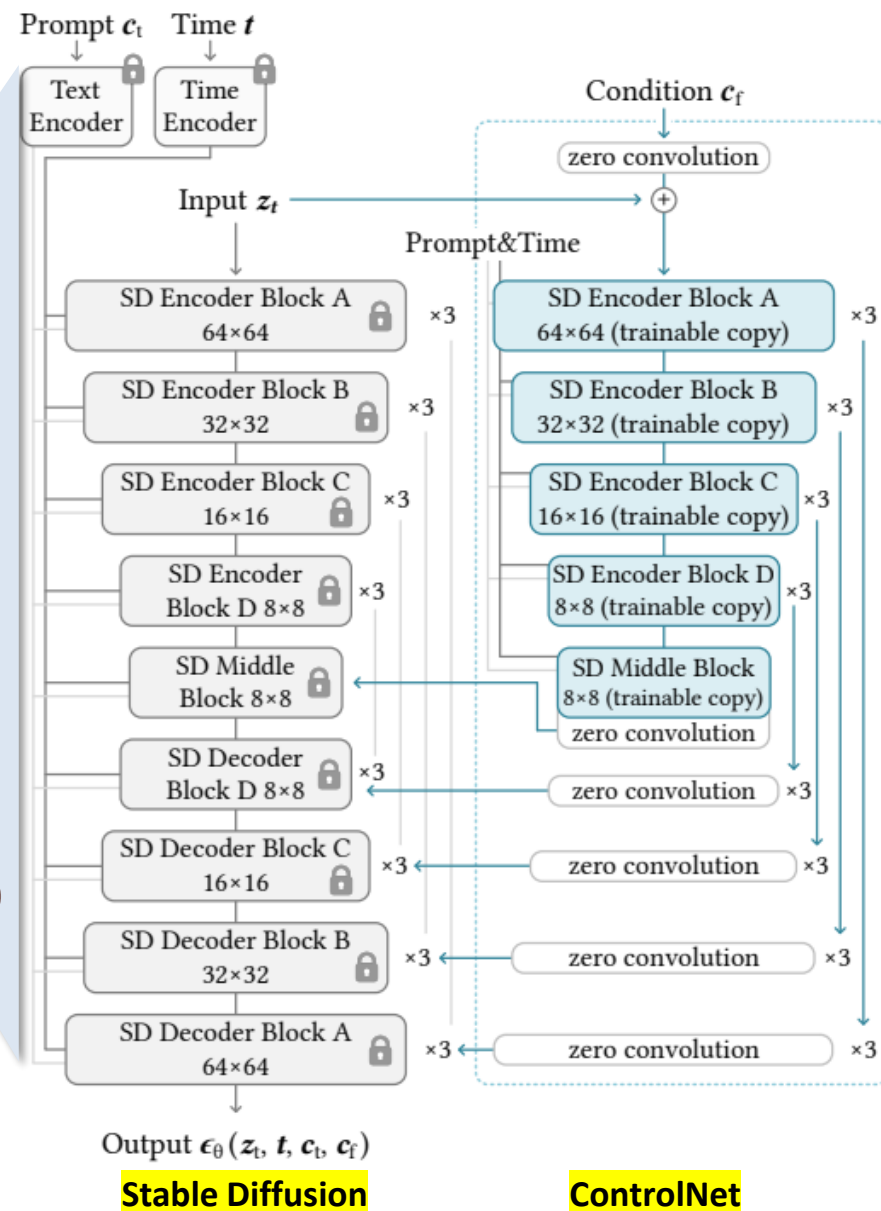 Prompt cₜ
Time t
Text
Encoder
Time
Encoder
Input zₜ
SD Encoder Block A
64×64
×3
SD Encoder Block B
32×32
×3
SD Encoder Block C
16×16
×3
SD Encoder
Block D 8×8
×3
SD Middle
Block 8×8
SD Decoder
Block D 8×8
×3
SD Decoder Block C
16×16
×3
SD Decoder Block B
32×32
×3
SD Decoder Block A
64×64
×3
Output ϵ_θ(zₜ, t, cₜ, c_f)
Stable Diffusion
Condition c_f
zero convolution
+
Prompt&Time
SD Encoder Block A
64×64 (trainable copy)
×3
SD Encoder Block B
32×32 (trainable copy)
×3
SD Encoder Block C
16×16 (trainable copy)
×3
SD Encoder Block D
8×8 (trainable copy)
×3
SD Middle Block
8×8 (trainable copy)
zero convolution
zero convolution
×3
zero convolution
×3
zero convolution
×3
zero convolution
×3
ControlNet